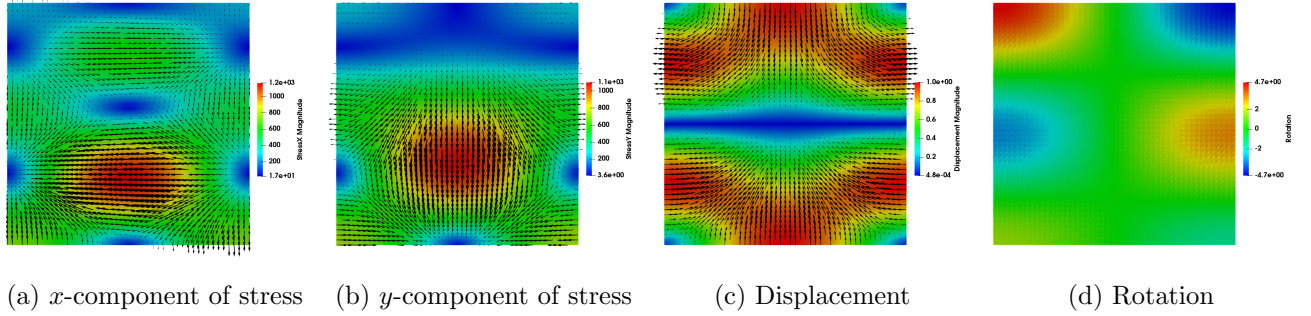 1.2e+03
1000
800
600
400
200
1.7e+01
StressX Magnitude
1.1e+03
1000
800
600
400
200
3.6e+00
StressY Magnitude
1.0e+00
0.8
0.6
0.4
0.2
4.8e-04
Displacement Magnitude
4.7e+00
2
-2
-4.7e+00
Rotation
(a) x-component of stress
(b) y-component of stress
(c) Displacement
(d) Rotation